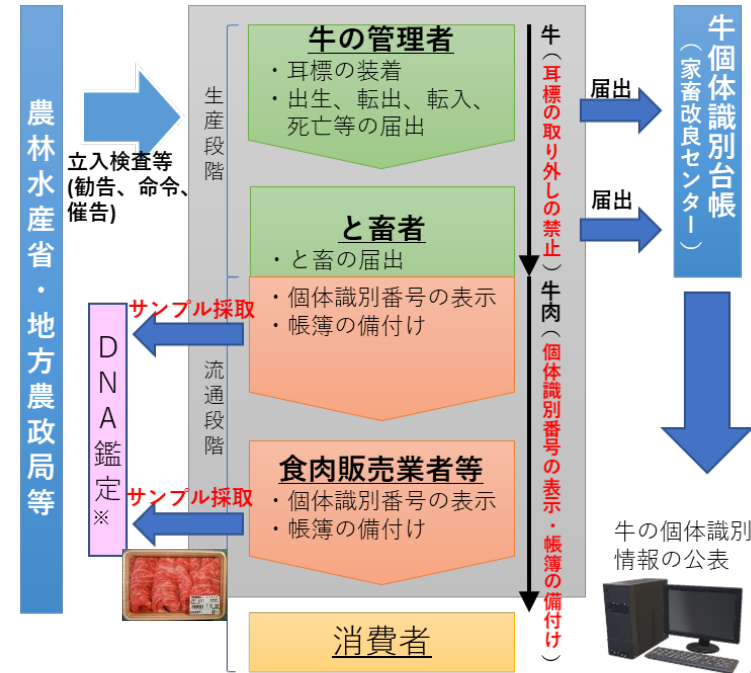 農林水産省・地方農政局等
立入検査等
(勧告、命令、
催告)
生産段階
牛の管理者
・耳標の装着
・出生、転出、転入、
死亡等の届出
と畜者
・と畜の届出
・個体識別番号の表示
・帳簿の備付け
流通段階
食肉販売業者等
・個体識別番号の表示
・帳簿の備付け
消費者
サンプル採取
サンプル採取
DNA鑑定※
牛（耳標の取り外しの禁止）
牛肉（個体識別番号の表示・帳簿の備付け）
届出
届出
牛個体識別台帳
（家畜改良センター）
牛の個体識別
情報の公表